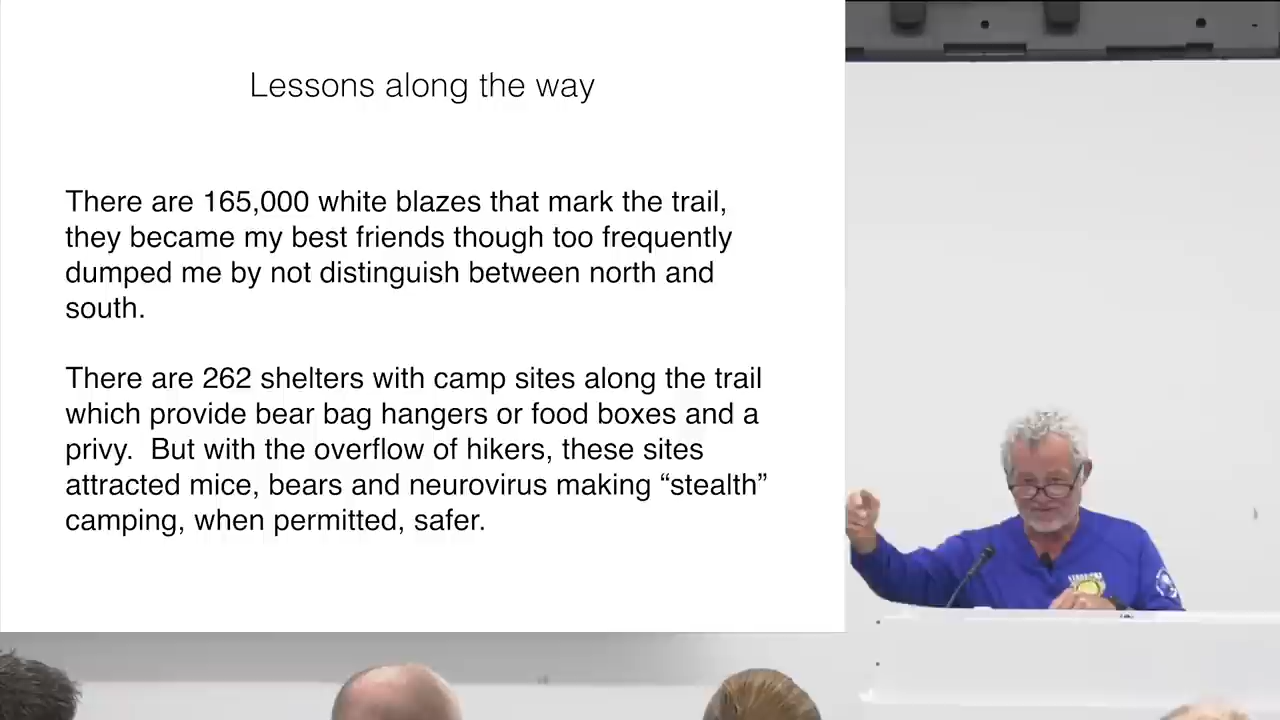 Lessons along the way
There are 165,000 white blazes that mark the trail,
they became my best friends though too frequently
dumped me by not distinguish between north and
south.
There are 262 shelters with camp sites along the trail
which provide bear bag hangers or food boxes and a
privy.  But with the overflow of hikers, these sites
attracted mice, bears and neurovirus making “stealth”
camping, when permitted, safer.